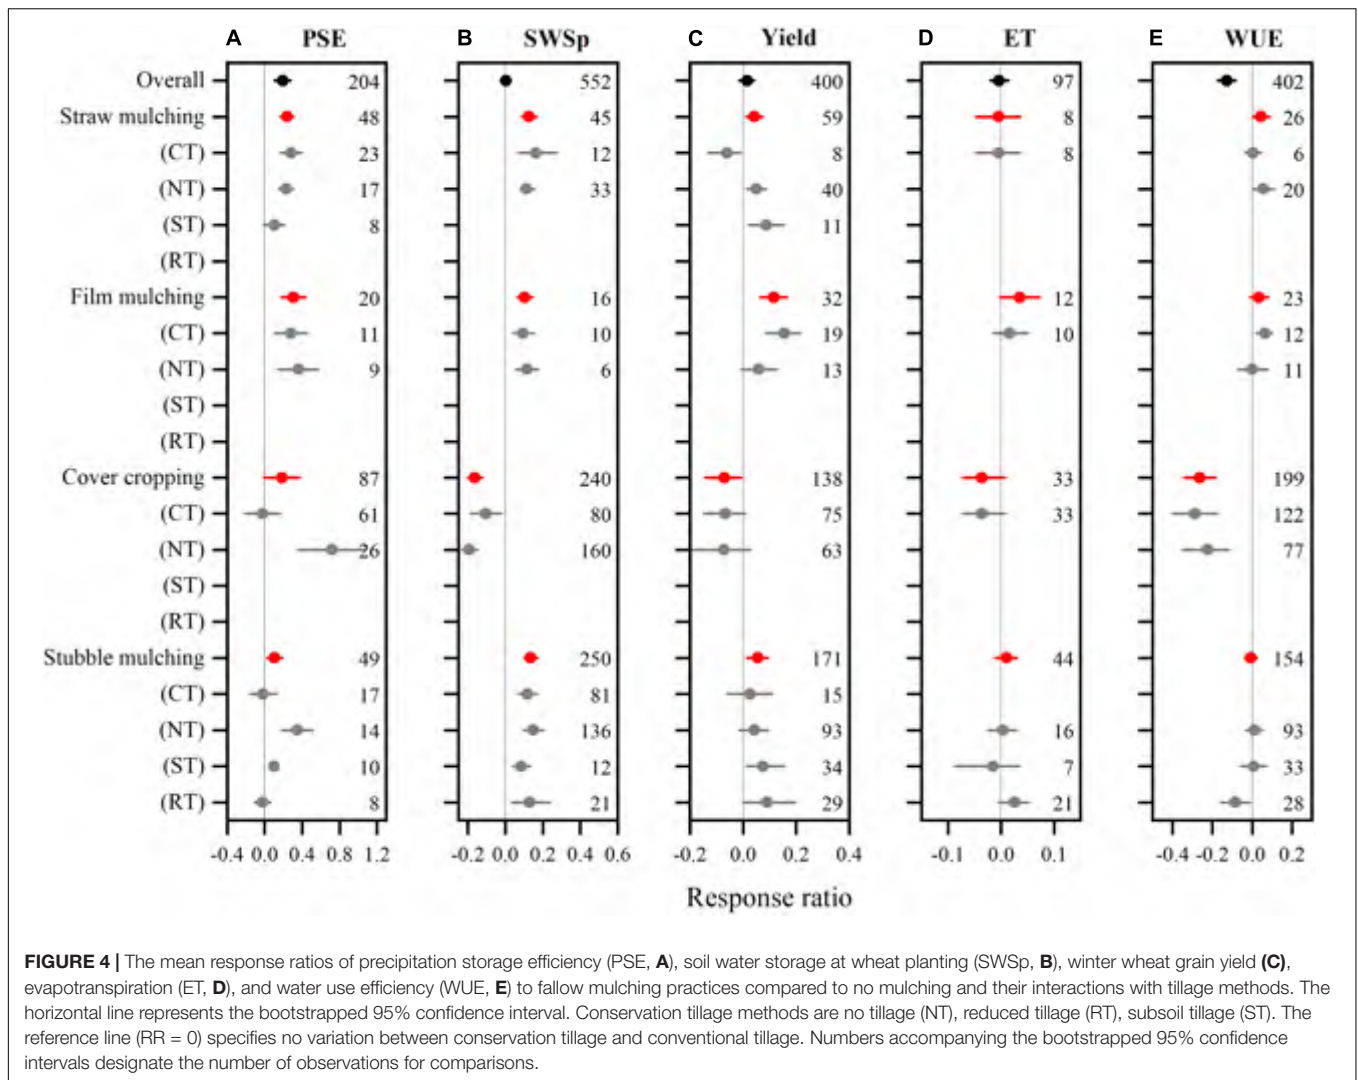 A PSE B SWSp C Yield D ET E WUE
Overall 204 552 400 97 402
Straw mulching 48 45 59 8 26
(CT) 23 12 8 8 6
(NT) 17 33 40 20
(ST) 8 11
(RT)
Film mulching 20 16 32 12 23
(CT) 11 10 19 10 12
(NT) 9 6 13 11
(ST)
(RT)
Cover cropping 87 240 138 33 199
(CT) 61 80 75 33 122
(NT) 26 160 63 77
(ST)
(RT)
Stubble mulching 49 250 171 44 154
(CT) 17 81 15
(NT) 14 136 93 16 93
(ST) 10 12 34 7 33
(RT) 8 21 29 21 28
-0.4 0.0 0.4 0.8 1.2 -0.2 0.0 0.2 0.4 0.6 -0.2 0.0 0.2 0.4 -0.1 0.0 0.1 -0.4 -0.2 0.0 0.2
Response ratio
FIGURE 4 | The mean response ratios of precipitation storage efficiency (PSE, A), soil water storage at wheat planting (SWSp, B), winter wheat grain yield (C),
evapotranspiration (ET, D), and water use efficiency (WUE, E) to fallow mulching practices compared to no mulching and their interactions with tillage methods. The
horizontal line represents the bootstrapped 95% confidence interval. Conservation tillage methods are no tillage (NT), reduced tillage (RT), subsoil tillage (ST). The
reference line (RR = 0) specifies no variation between conservation tillage and conventional tillage. Numbers accompanying the bootstrapped 95% confidence
intervals designate the number of observations for comparisons.